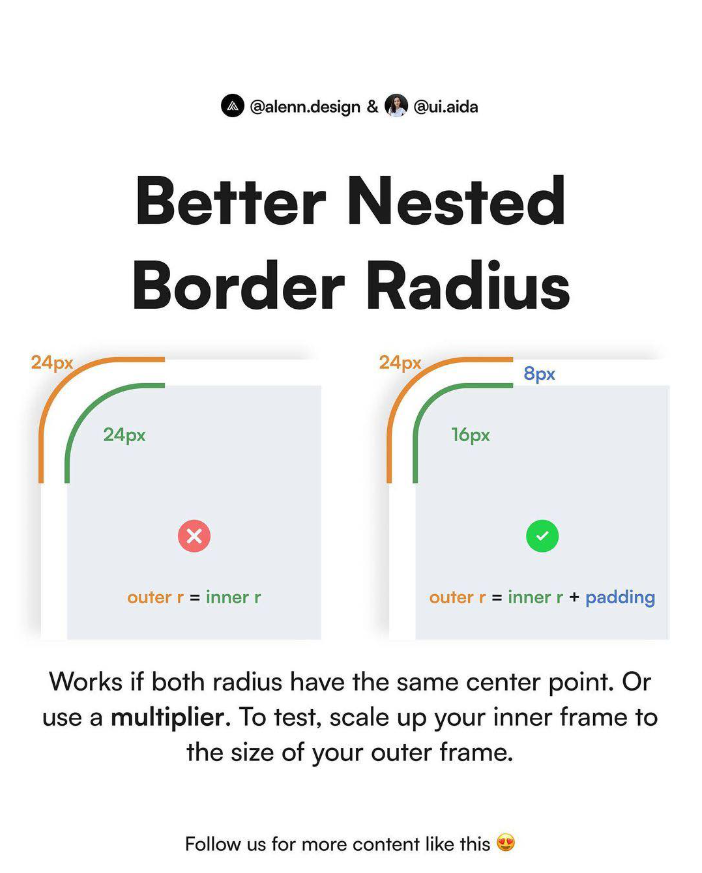 @alenn.design & @ui.aida
Better Nested
Border Radius
24px
24px
outer r = inner r
24px
8px
16px
outer r = inner r + padding
Works if both radius have the same center point. Or
use a multiplier. To test, scale up your inner frame to
the size of your outer frame.
Follow us for more content like this 😍